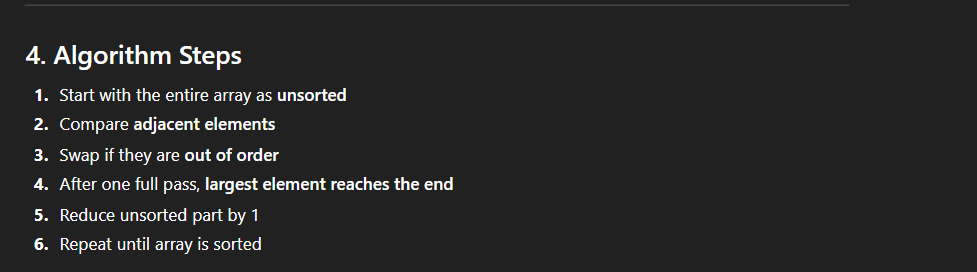 4. Algorithm Steps
1. Start with the entire array as unsorted
2. Compare adjacent elements
3. Swap if they are out of order
4. After one full pass, largest element reaches the end
5. Reduce unsorted part by 1
6. Repeat until array is sorted